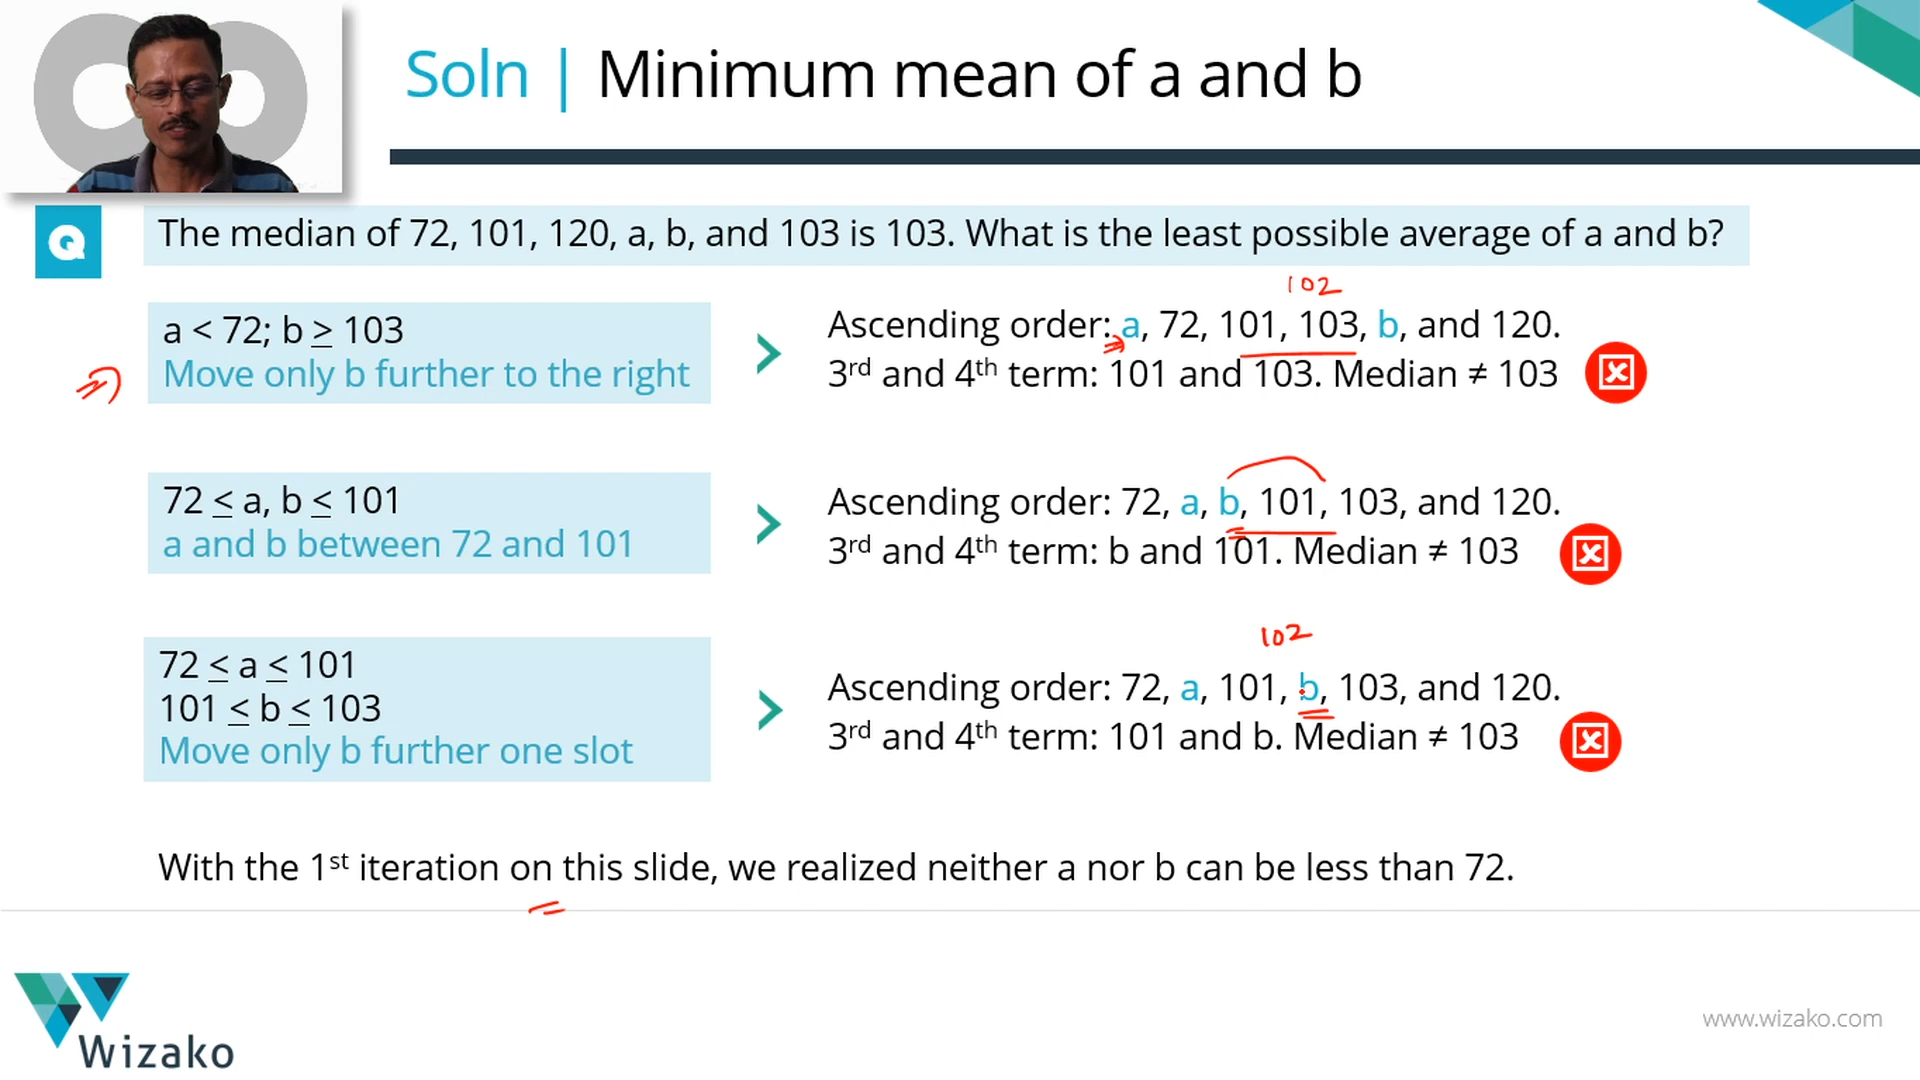 Soln | Minimum mean of a and b
Q
The median of 72, 101, 120, a, b, and 103 is 103. What is the least possible average of a and b?
102
a < 72; b ≥ 103
Move only b further to the right
Ascending order: a, 72, 101, 103, b, and 120.
3rd and 4th term: 101 and 103. Median ≠ 103
72 ≤ a, b ≤ 101
a and b between 72 and 101
Ascending order: 72, a, b, 101, 103, and 120.
3rd and 4th term: b and 101. Median ≠ 103
102
72 ≤ a ≤ 101
101 ≤ b ≤ 103
Move only b further one slot
Ascending order: 72, a, 101, b, 103, and 120.
3rd and 4th term: 101 and b. Median ≠ 103
With the 1st iteration on this slide, we realized neither a nor b can be less than 72.
Wizako
www.wizako.com